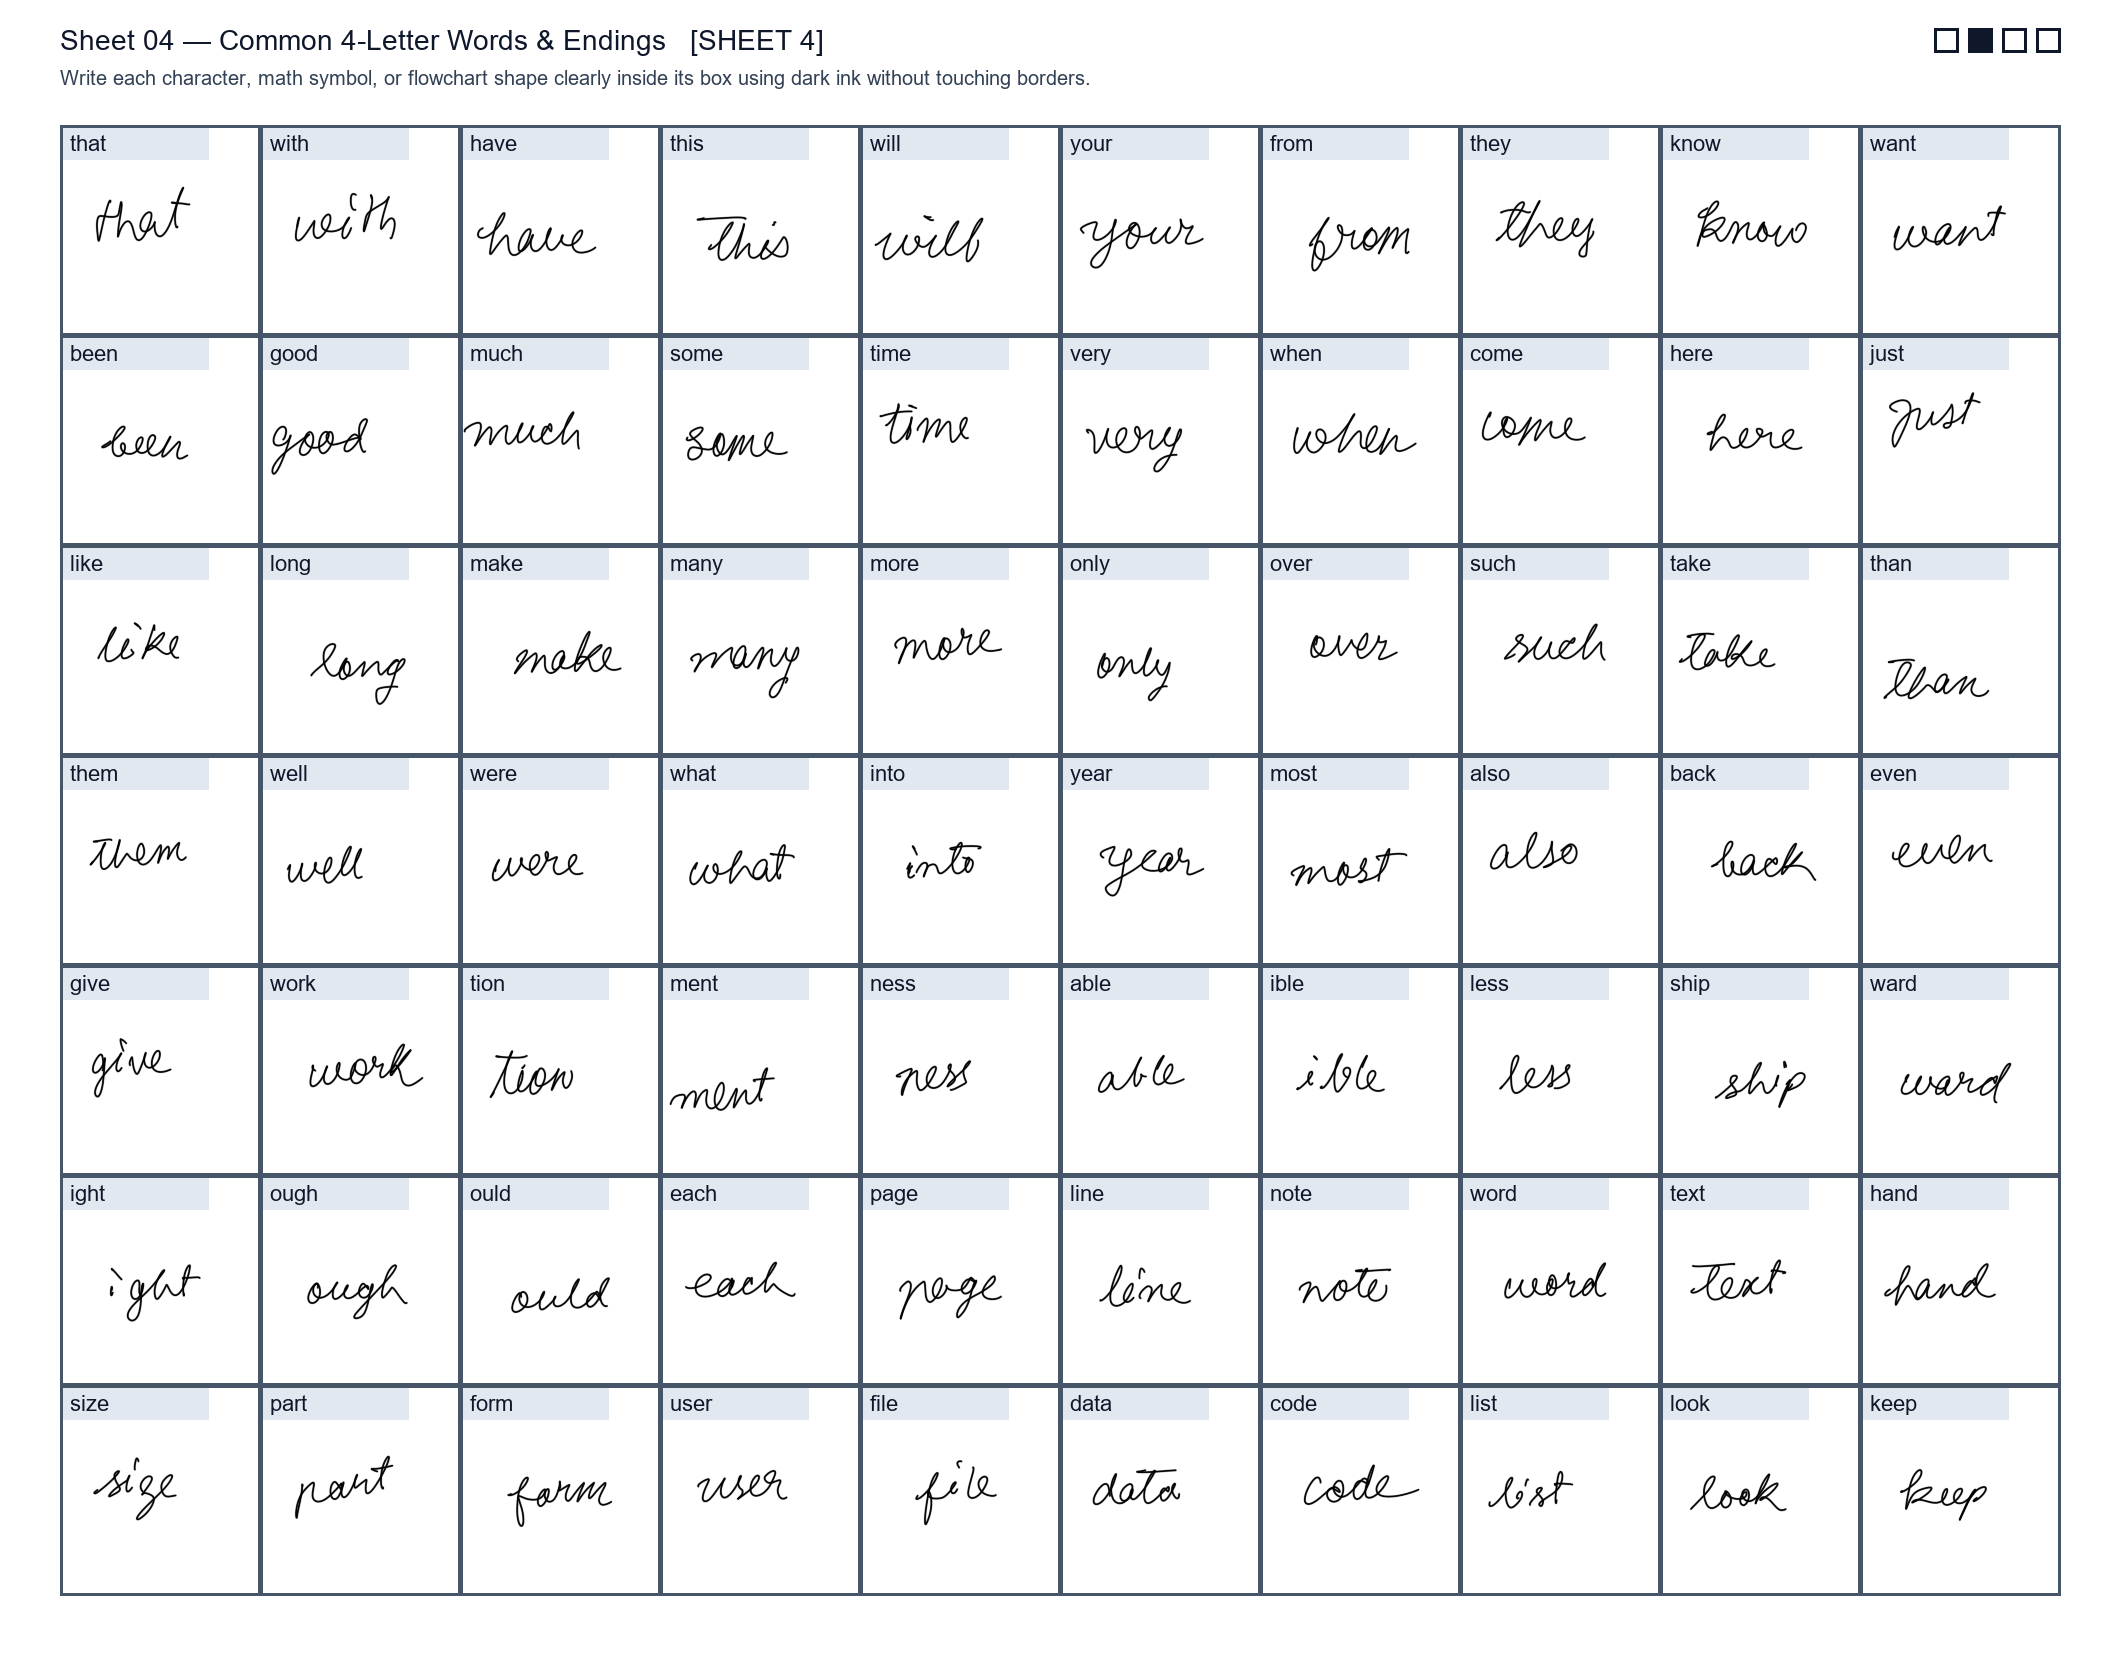 Sheet 04 — Common 4-Letter Words & Endings [SHEET 4]
Write each character, math symbol, or flowchart shape clearly inside its box using dark ink without touching borders.
that with have this will your from they know want
that with have this will your from they know want
been good much some time very when come here just
been good much some time very when come here just
like long make many more only over such take than
like long make many more only over such take than
them well were what into year most also back even
them well were what into year most also back even
give work tion ment ness able ible less ship ward
give work tion ment ness able ible less ship ward
ight ough ould each page line note word text hand
ight ough ould each page line note word text hand
size part form user file data code list look keep
size part form user file data code list look keep